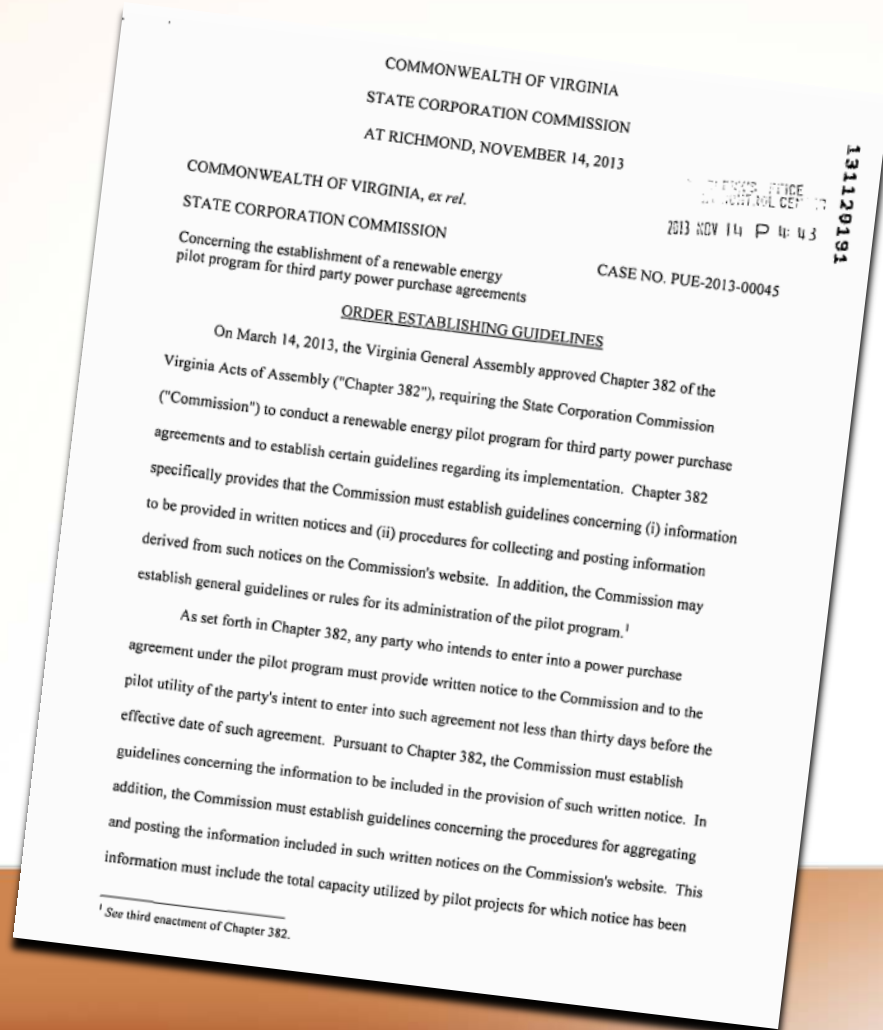 COMMONWEALTH OF VIRGINIA
STATE CORPORATION COMMISSION
AT RICHMOND, NOVEMBER 14, 2013
131120191
COMMONWEALTH OF VIRGINIA, ex rel.
2013 NOV 14 P 4: 43
STATE CORPORATION COMMISSION
Concerning the establishment of a renewable energy
pilot program for third party power purchase agreements
CASE NO. PUE-2013-00045
ORDER ESTABLISHING GUIDELINES
On March 14, 2013, the Virginia General Assembly approved Chapter 382 of the
Virginia Acts of Assembly ("Chapter 382"), requiring the State Corporation Commission
("Commission") to conduct a renewable energy pilot program for third party power purchase
agreements and to establish certain guidelines regarding its implementation. Chapter 382
specifically provides that the Commission must establish guidelines concerning (i) information
to be provided in written notices and (ii) procedures for collecting and posting information
derived from such notices on the Commission's website. In addition, the Commission may
establish general guidelines or rules for its administration of the pilot program.¹
As set forth in Chapter 382, any party who intends to enter into a power purchase
agreement under the pilot program must provide written notice to the Commission and to the
pilot utility of the party's intent to enter into such agreement not less than thirty days before the
effective date of such agreement. Pursuant to Chapter 382, the Commission must establish
guidelines concerning the information to be included in the provision of such written notice. In
addition, the Commission must establish guidelines concerning the procedures for aggregating
and posting the information included in such written notices on the Commission's website. This
information must include the total capacity utilized by pilot projects for which notice has been
¹ See third enactment of Chapter 382.